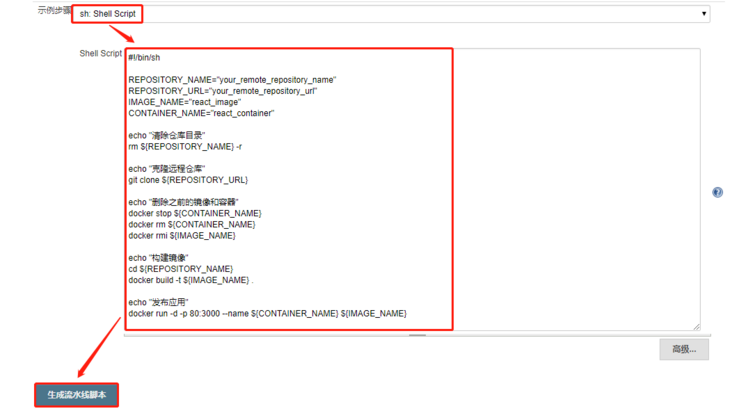 示例步骤
sh: Shell Script
Shell Script
#!/bin/sh
REPOSITORY_NAME="your_remote_repository_name"
REPOSITORY_URL="your_remote_repository_url"
IMAGE_NAME="react_image"
CONTAINER_NAME="react_container"
echo "清除仓库目录"
rm ${REPOSITORY_NAME} -r
echo "克隆远程仓库"
git clone ${REPOSITORY_URL}
echo "删除之前的镜像和容器"
docker stop ${CONTAINER_NAME}
docker rm ${CONTAINER_NAME}
docker rmi ${IMAGE_NAME}
echo "构建镜像"
cd ${REPOSITORY_NAME}
docker build -t ${IMAGE_NAME} .
echo "发布应用"
docker run -d -p 80:3000 --name ${CONTAINER_NAME} ${IMAGE_NAME}
高级...
生成流水线脚本